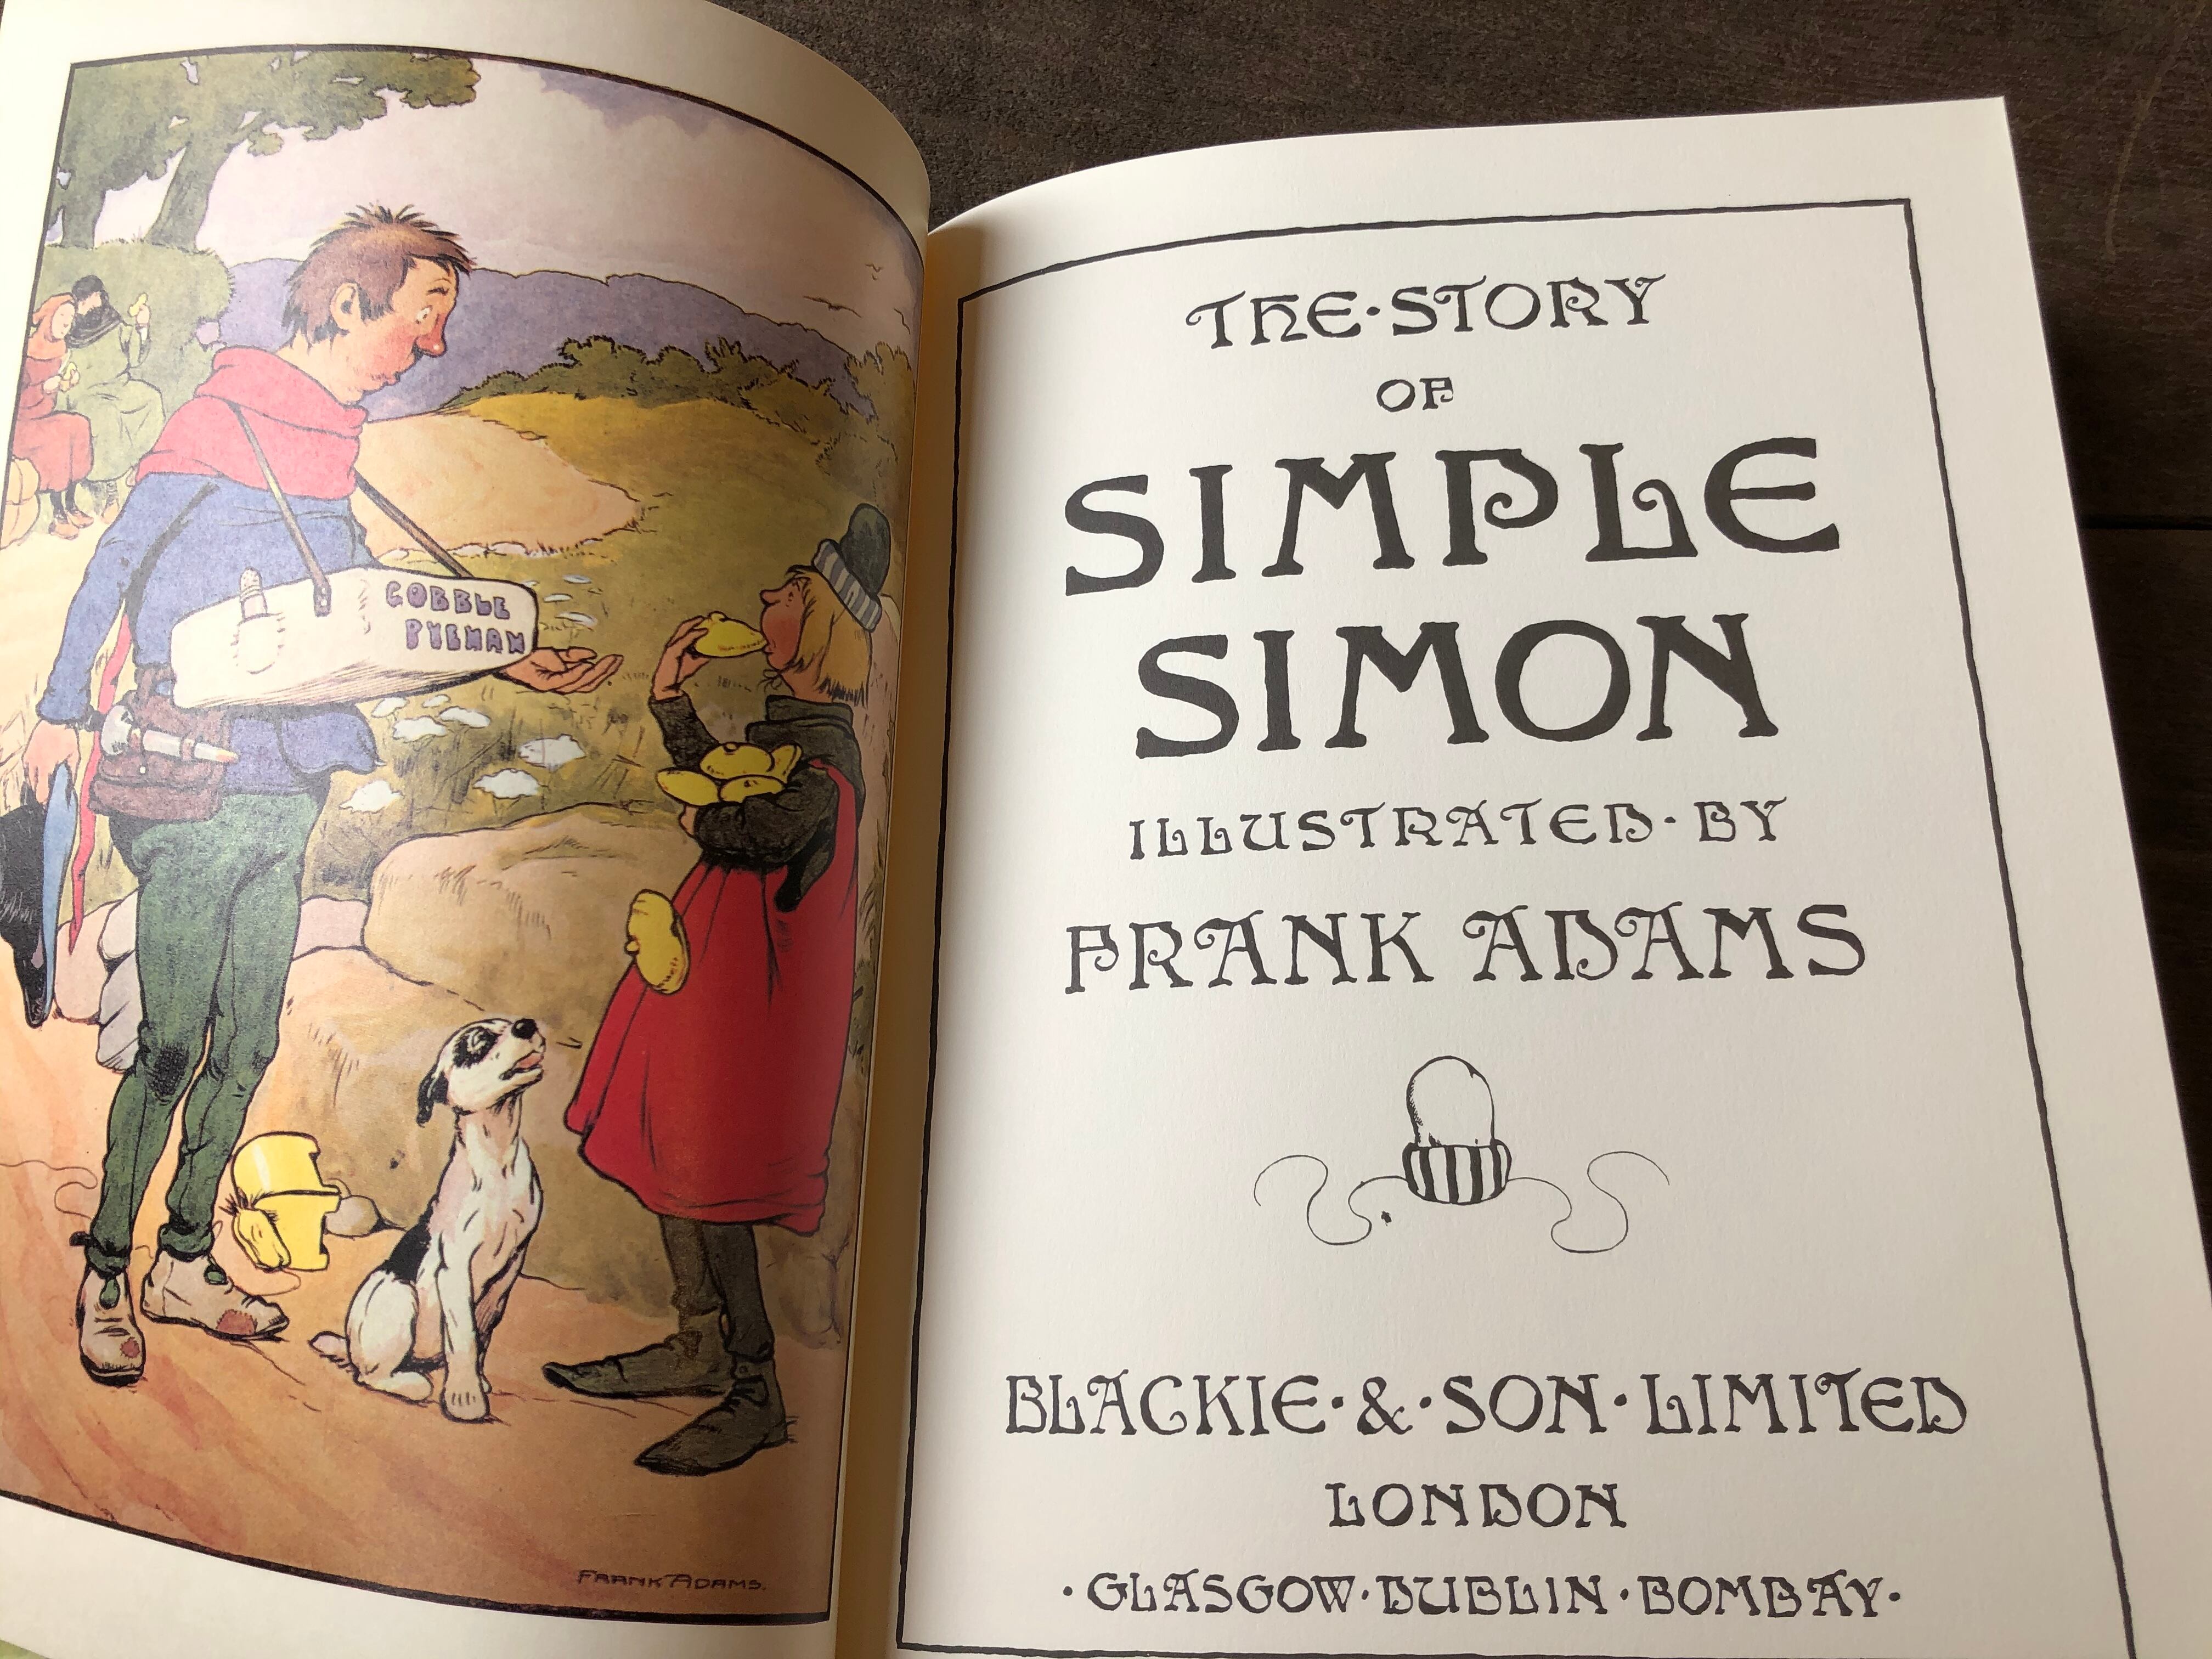 GOBBLE
PYEMAN
FRANK ADAMS.
THE·STORY
OF
SIMPLE
SIMON
ILLUSTRATED·BY
FRANK ADAMS
BLACKIE·&·SON·LIMITED
LONDON
·GLASGOW·DUBLIN·BOMBAY·